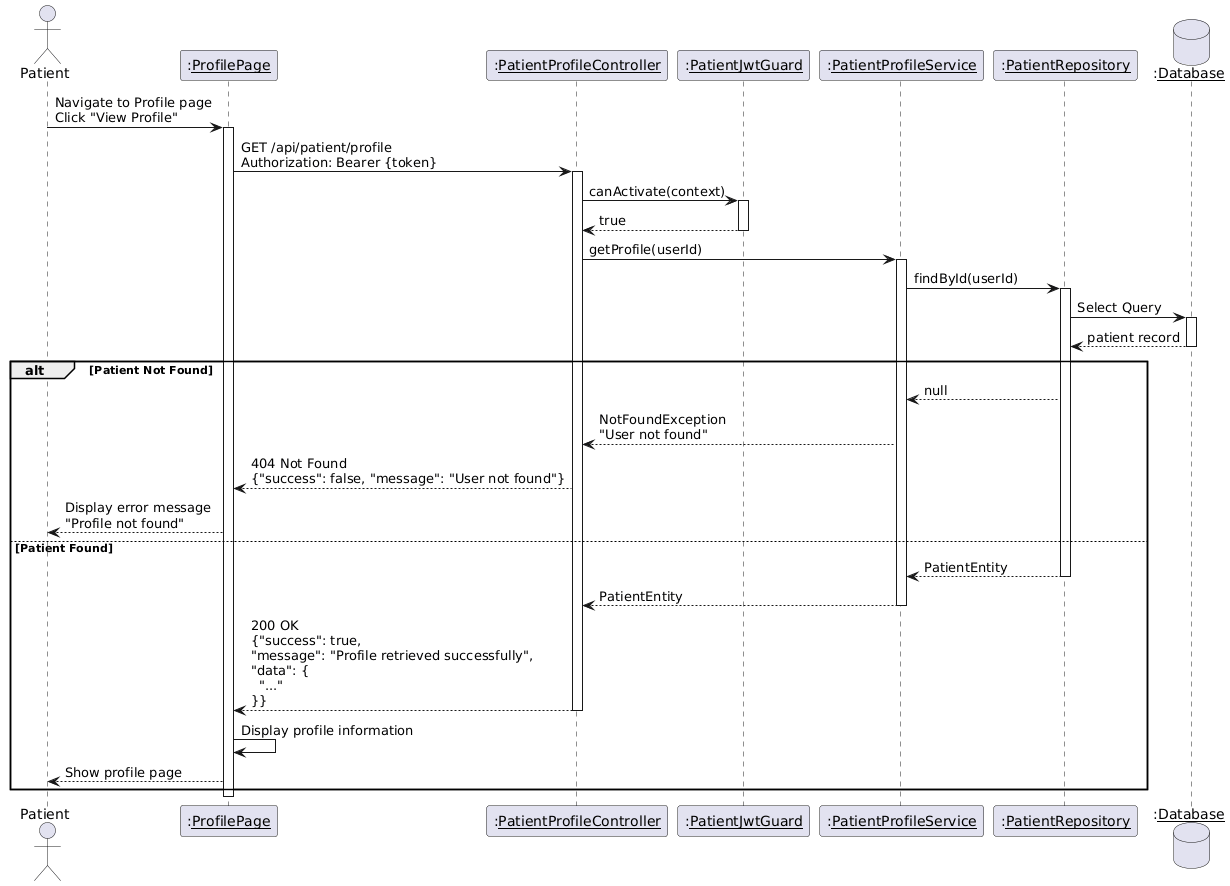 Patient
:ProfilePage
:PatientProfileController
:PatientJwtGuard
:PatientProfileService
:PatientRepository
:Database
Navigate to Profile page
Click "View Profile"
GET /api/patient/profile
Authorization: Bearer {token}
canActivate(context)
true
getProfile(userId)
findById(userId)
Select Query
patient record
alt
[Patient Not Found]
null
NotFoundException
"User not found"
404 Not Found
{"success": false, "message": "User not found"}
Display error message
"Profile not found"
[Patient Found]
PatientEntity
PatientEntity
200 OK
{"success": true,
"message": "Profile retrieved successfully",
"data": {
"..."
}}
Display profile information
Show profile page
Patient
:ProfilePage
:PatientProfileController
:PatientJwtGuard
:PatientProfileService
:PatientRepository
:Database